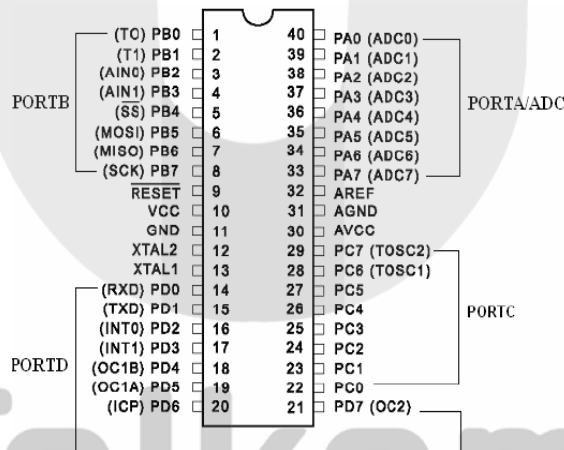 (T0) PB0 1 40 PA0 (ADC0)
(T1) PB1 2 39 PA1 (ADC1)
(AIN0) PB2 3 38 PA2 (ADC2)
PORTB (AIN1) PB3 4 37 PA3 (ADC3) PORTA/ADC
(SS) PB4 5 36 PA4 (ADC4)
(MOSI) PB5 6 35 PA5 (ADC5)
(MISO) PB6 7 34 PA6 (ADC6)
(SCK) PB7 8 33 PA7 (ADC7)
RESET 9 32 AREF
VCC 10 31 AGND
GND 11 30 AVCC
XTAL2 12 29 PC7 (TOSC2)
XTAL1 13 28 PC6 (TOSC1)
(RXD) PD0 14 27 PC5
(TXD) PD1 15 26 PC4 PORTC
(INT0) PD2 16 25 PC3
(INT1) PD3 17 24 PC2
PORTD (OC1B) PD4 18 23 PC1
(OC1A) PD5 19 22 PC0
(ICP) PD6 20 21 PD7 (OC2)